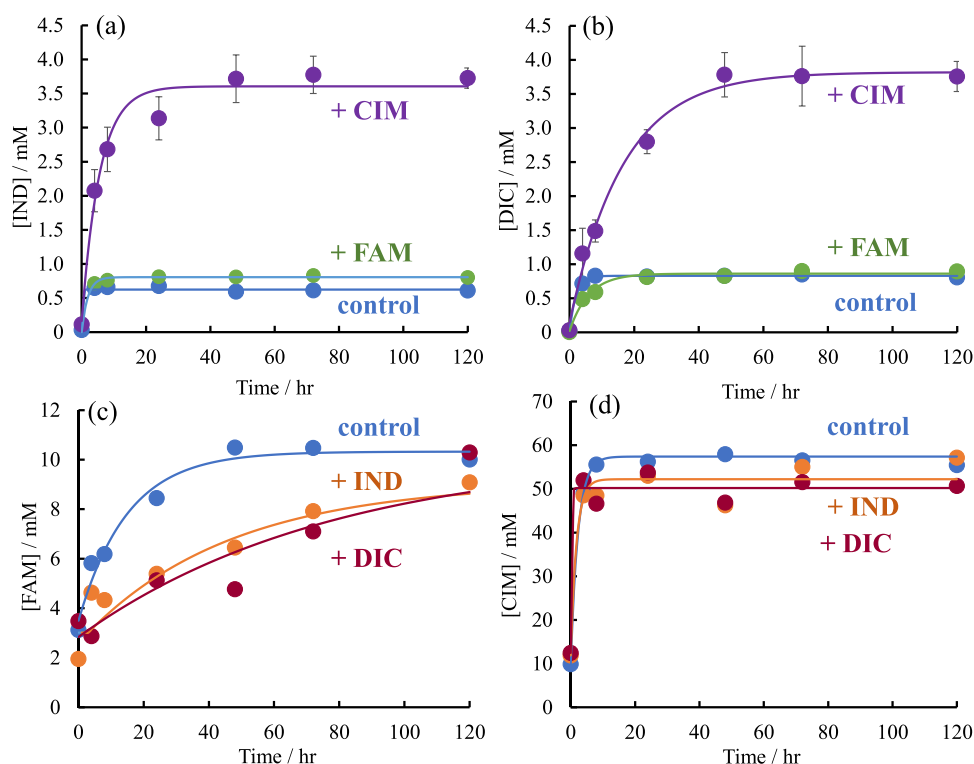 (a)
[IND] / mM
4.5
4.0
3.5
3.0
2.5
2.0
1.5
1.0
0.5
0
+ CIM
+ FAM
control
0 20 40 60 80 100 120
Time / hr
(b)
[DIC] / mM
4.5
4.0
3.5
3.0
2.5
2.0
1.5
1.0
0.5
0
+ CIM
+ FAM
control
0 20 40 60 80 100 120
Time / hr
(c)
[FAM] / mM
12
10
8
6
4
2
0
control
+ IND
+ DIC
0 20 40 60 80 100 120
Time / hr
(d)
[CIM] / mM
70
60
50
40
30
20
10
0
control
+ IND
+ DIC
0 20 40 60 80 100 120
Time / hr